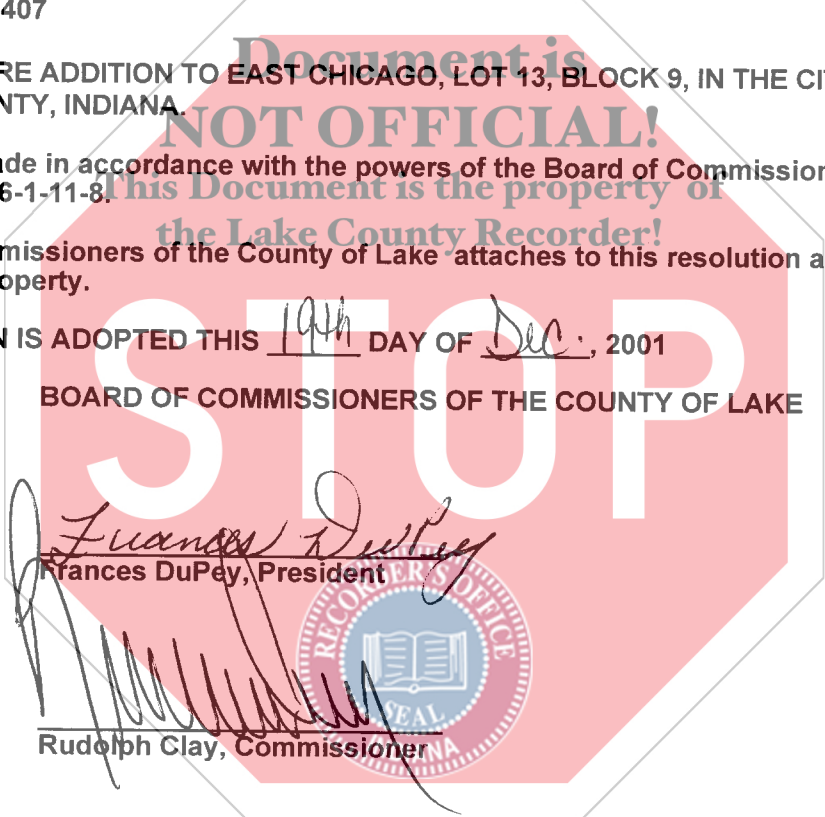 407
Document is
RE ADDITION TO EAST CHICAGO, LOT 13, BLOCK 9, IN THE CI
NTY, INDIANA.
NOT OFFICIAL!
de in accordance with the powers of the Board of Commission
6-1-11-8.
This Document is the property of
the Lake County Recorder!
missioners of the County of Lake attaches to this resolution a
operty.
STOP
IS ADOPTED THIS 19th DAY OF Dec., 2001
BOARD OF COMMISSIONERS OF THE COUNTY OF LAKE
Frances DuPey
Frances DuPey, President
RECORDER'S OFFICE
SEAL
INDIANA
Rudolph Clay, Commissioner